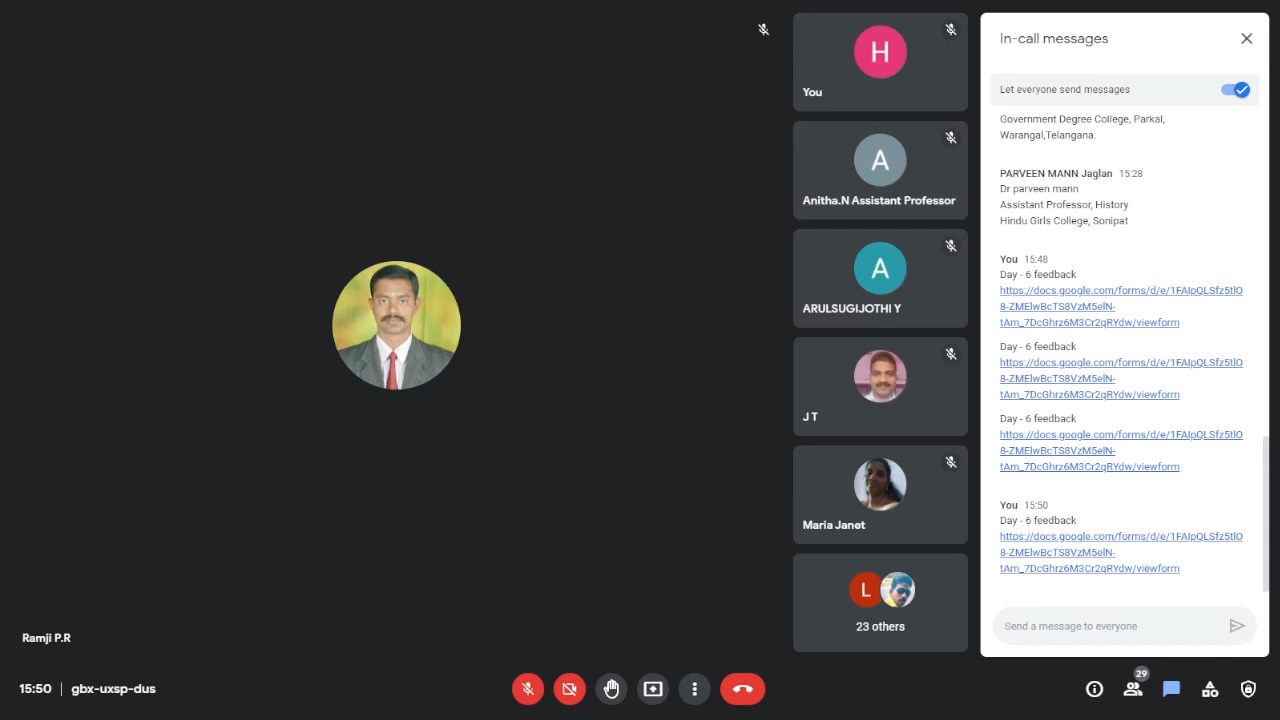 H
You
A
Anitha.N Assistant Professor
A
ARULSUGIJOTHI Y
J T
Maria Janet
L
23 others
Ramji P.R
15:50 | gbx-uxsp-dus
29
In-call messages
Let everyone send messages
Government Degree College, Parkal,
Warangal,Telangana.
PARVEEN MANN Jaglan 15:28
Dr parveen mann
Assistant Professor, History
Hindu Girls College, Sonipat
You 15:48
Day - 6 feedback
https://docs.google.com/forms/d/e/1FAIpQLSfz5tlO
8-ZMElwBcTS8VzM5elN-
tAm_7DcGhrz6M3Cr2qRYdw/viewform
Day - 6 feedback
https://docs.google.com/forms/d/e/1FAIpQLSfz5tlO
8-ZMElwBcTS8VzM5elN-
tAm_7DcGhrz6M3Cr2qRYdw/viewform
Day - 6 feedback
https://docs.google.com/forms/d/e/1FAIpQLSfz5tlO
8-ZMElwBcTS8VzM5elN-
tAm_7DcGhrz6M3Cr2qRYdw/viewform
You 15:50
Day - 6 feedback
https://docs.google.com/forms/d/e/1FAIpQLSfz5tlO
8-ZMElwBcTS8VzM5elN-
tAm_7DcGhrz6M3Cr2qRYdw/viewform
Send a message to everyone